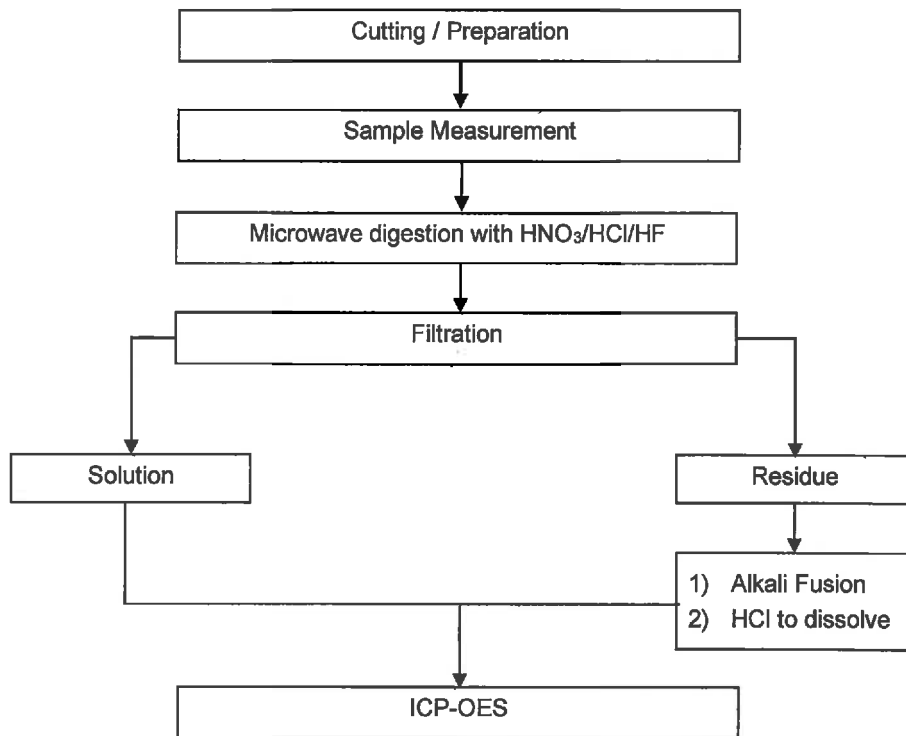 Cutting / Preparation
Sample Measurement
Microwave digestion with HNO₃/HCl/HF
Filtration
Solution
Residue
1) Alkali Fusion
2) HCl to dissolve
ICP-OES